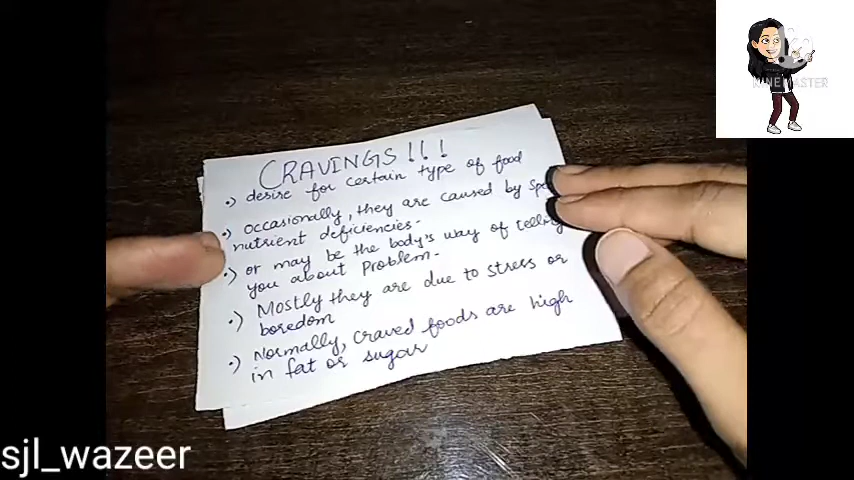 CRAVINGS!!!
•) desire for certain type of food
•) occasionally, they are caused by spe
nutrient deficiencies-
•) or may be the body's way of telling
you about Problem-
•) Mostly they are due to stress or
boredom
•) Normally, craved foods are high
in fat or sugar
KINEMASTER
sjl_wazeer